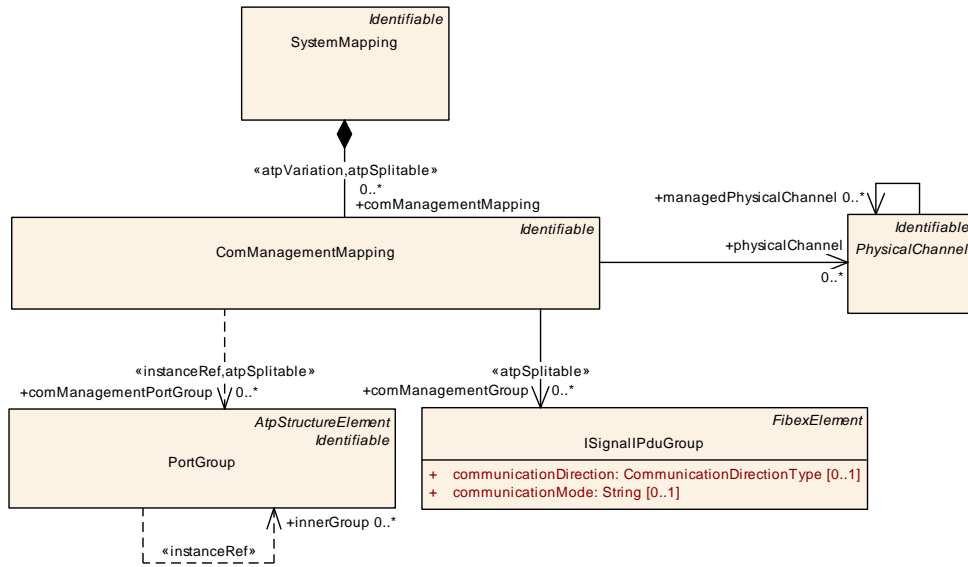 Identifiable
SystemMapping
«atpVariation,atpSplitable»
0..*
+comManagementMapping
+managedPhysicalChannel 0..*
Identifiable
ComManagementMapping
+physicalChannel
0..*
Identifiable
PhysicalChannel
«instanceRef,atpSplitable»
+comManagementPortGroup 0..*
«atpSplitable»
+comManagementGroup 0..*
AtpStructureElement
Identifiable
PortGroup
FibexElement
ISignalIPduGroup
+ communicationDirection: CommunicationDirectionType [0..1]
+ communicationMode: String [0..1]
+innerGroup 0..*
«instanceRef»